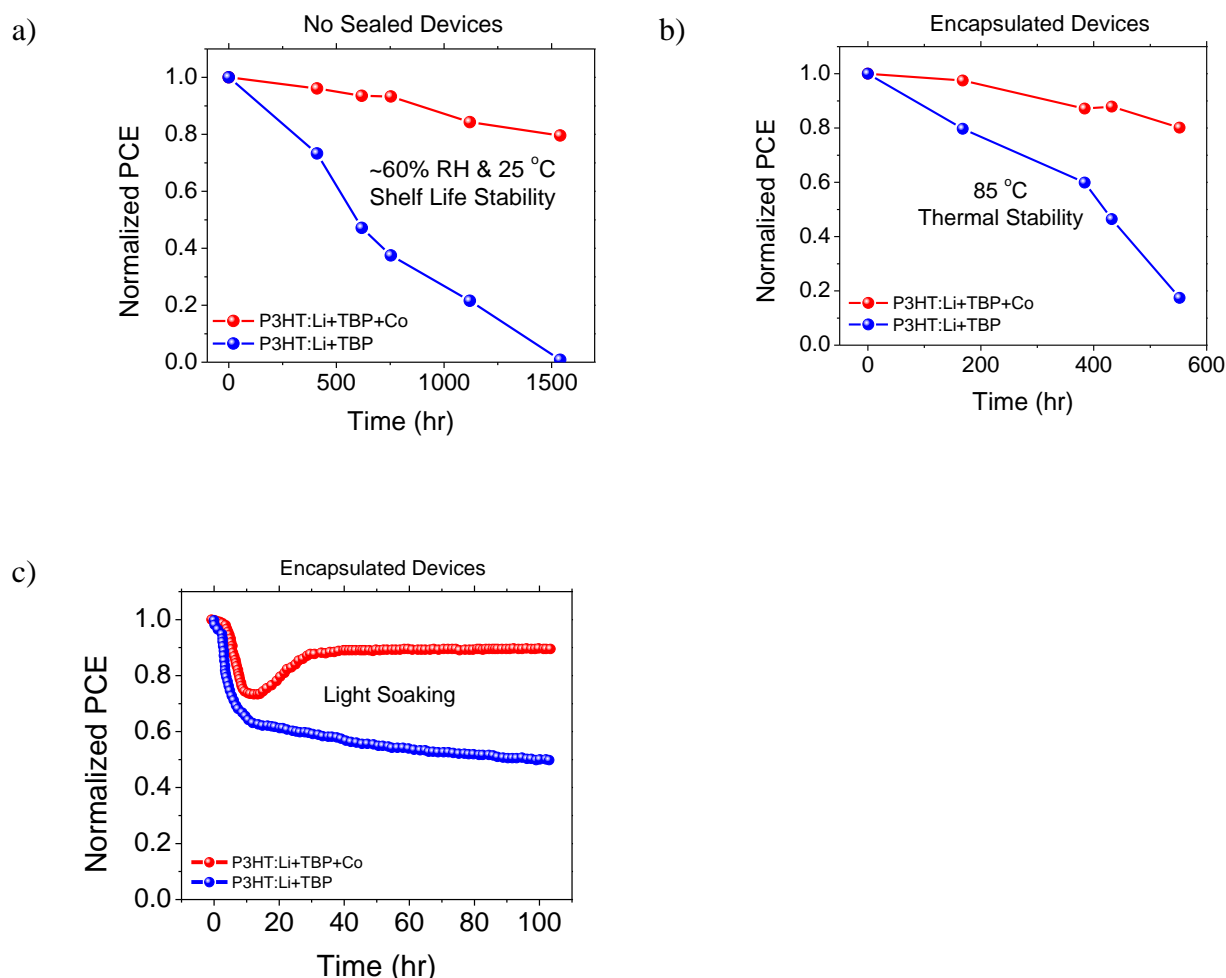 a)
No Sealed Devices
1.0
0.8
0.6
0.4
0.2
0.0
Normalized PCE
~60% RH & 25 °C
Shelf Life Stability
P3HT:Li+TBP+Co
P3HT:Li+TBP
0 500 1000 1500
Time (hr)
b)
Encapsulated Devices
1.0
0.8
0.6
0.4
0.2
0.0
Normalized PCE
85 °C
Thermal Stability
P3HT:Li+TBP+Co
P3HT:Li+TBP
0 200 400 600
Time (hr)
c)
Encapsulated Devices
1.0
0.8
0.6
0.4
0.2
0.0
Normalized PCE
Light Soaking
P3HT:Li+TBP+Co
P3HT:Li+TBP
0 20 40 60 80 100
Time (hr)